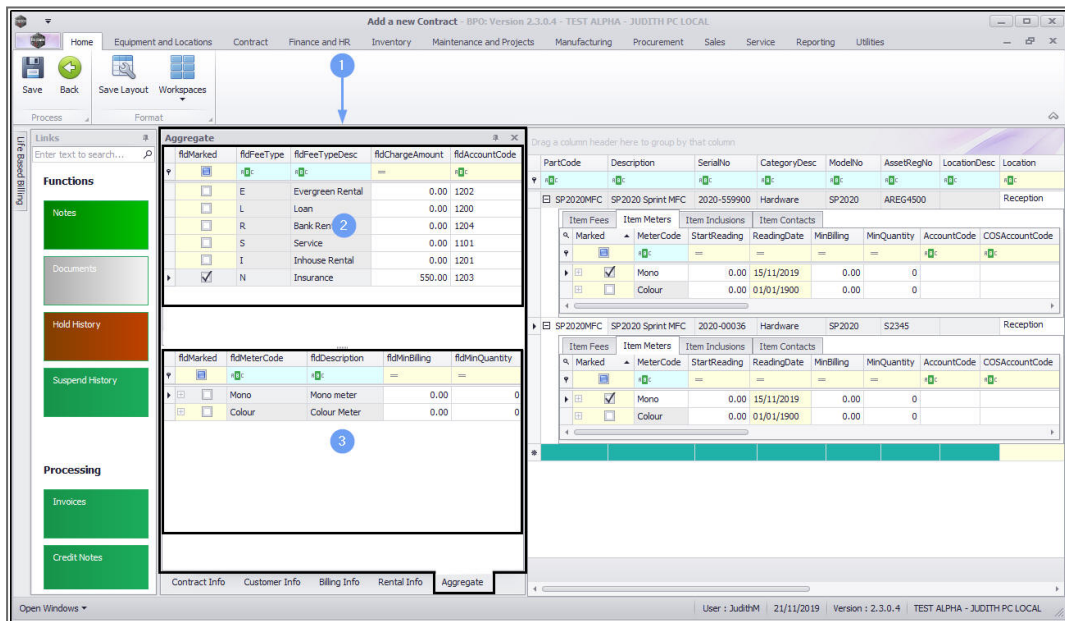 Add a new Contract - BPO: Version 2.3.0.4 - TEST ALPHA - JUDITH PC LOCAL
Home Equipment and Locations Contract Finance and HR Inventory Maintenance and Projects Manufacturing Procurement Sales Service Reporting Utilities
1
Save Back Save Layout Workspaces
Process Format
Life Based Billing
Links
Enter text to search...
Functions
Notes
Documents
Hold History
Suspend History
Processing
Invoices
Credit Notes
Aggregate
fldMarked fldFeeType fldFeeTypeDesc fldChargeAmount fldAccountCode
E Evergreen Rental 0.00 1202
L Loan 0.00 1200
R Bank Ren 0.00 1204
2
S Service 0.00 1101
I Inhouse Rental 0.00 1201
N Insurance 550.00 1203
fldMarked fldMeterCode fldDescription fldMinBilling fldMinQuantity
Mono Mono meter 0.00 0
Colour Colour Meter 0.00 0
3
Contract Info Customer Info Billing Info Rental Info Aggregate
Drag a column header here to group by that column
PartCode Description SerialNo CategoryDesc ModelNo AssetRegNo LocationDesc Location
SP2020MFC SP2020 Sprint MFC 2020-559900 Hardware SP2020 AREG4500 Reception
Item Fees Item Meters Item Inclusions Item Contacts
Marked MeterCode StartReading ReadingDate MinBilling MinQuantity AccountCode COSAccountCode
Mono 0.00 15/11/2019 0.00 0
Colour 0.00 01/01/1900 0.00 0
SP2020MFC SP2020 Sprint MFC 2020-00036 Hardware SP2020 S2345 Reception
Item Fees Item Meters Item Inclusions Item Contacts
Marked MeterCode StartReading ReadingDate MinBilling MinQuantity AccountCode COSAccountCode
Mono 0.00 15/11/2019 0.00 0
Colour 0.00 01/01/1900 0.00 0
Open Windows User : JudithM 21/11/2019 Version : 2.3.0.4 TEST ALPHA - JUDITH PC LOCAL